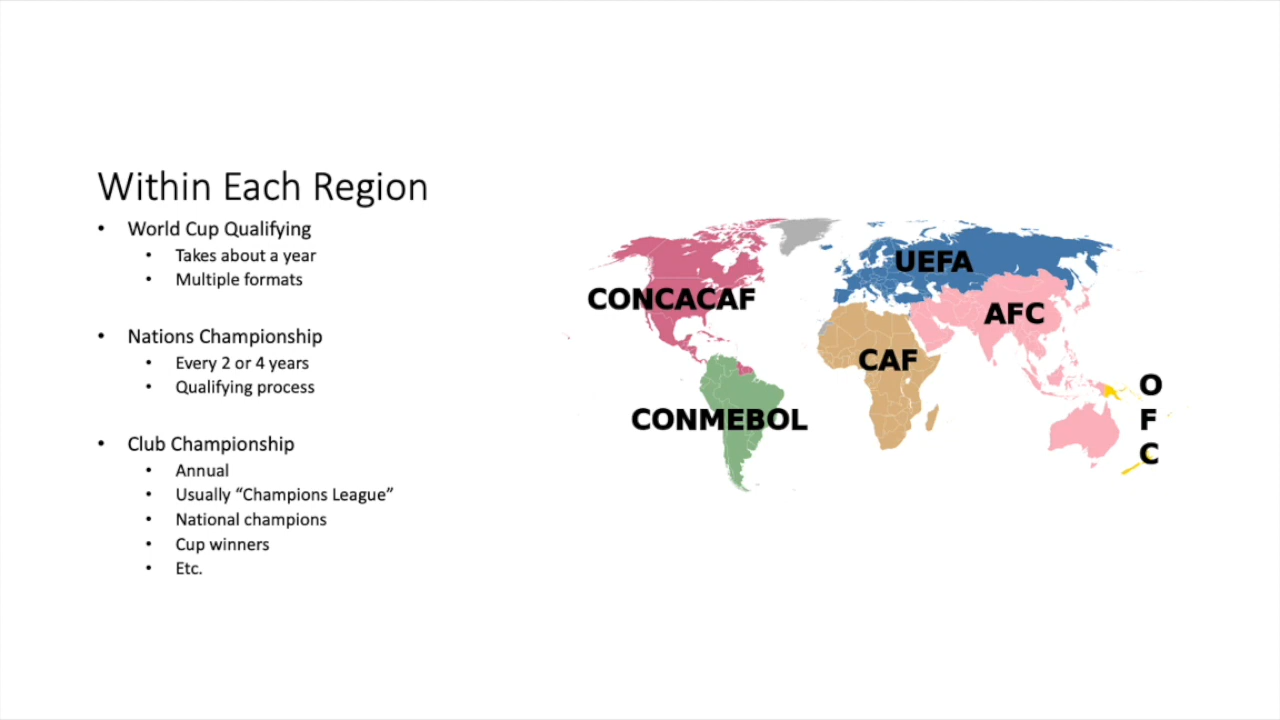 Within Each Region
• World Cup Qualifying
• Takes about a year
• Multiple formats
• Nations Championship
• Every 2 or 4 years
• Qualifying process
• Club Championship
• Annual
• Usually “Champions League”
• National champions
• Cup winners
• Etc.
UEFA
CONCACAF
AFC
CAF
CONMEBOL
O
F
C